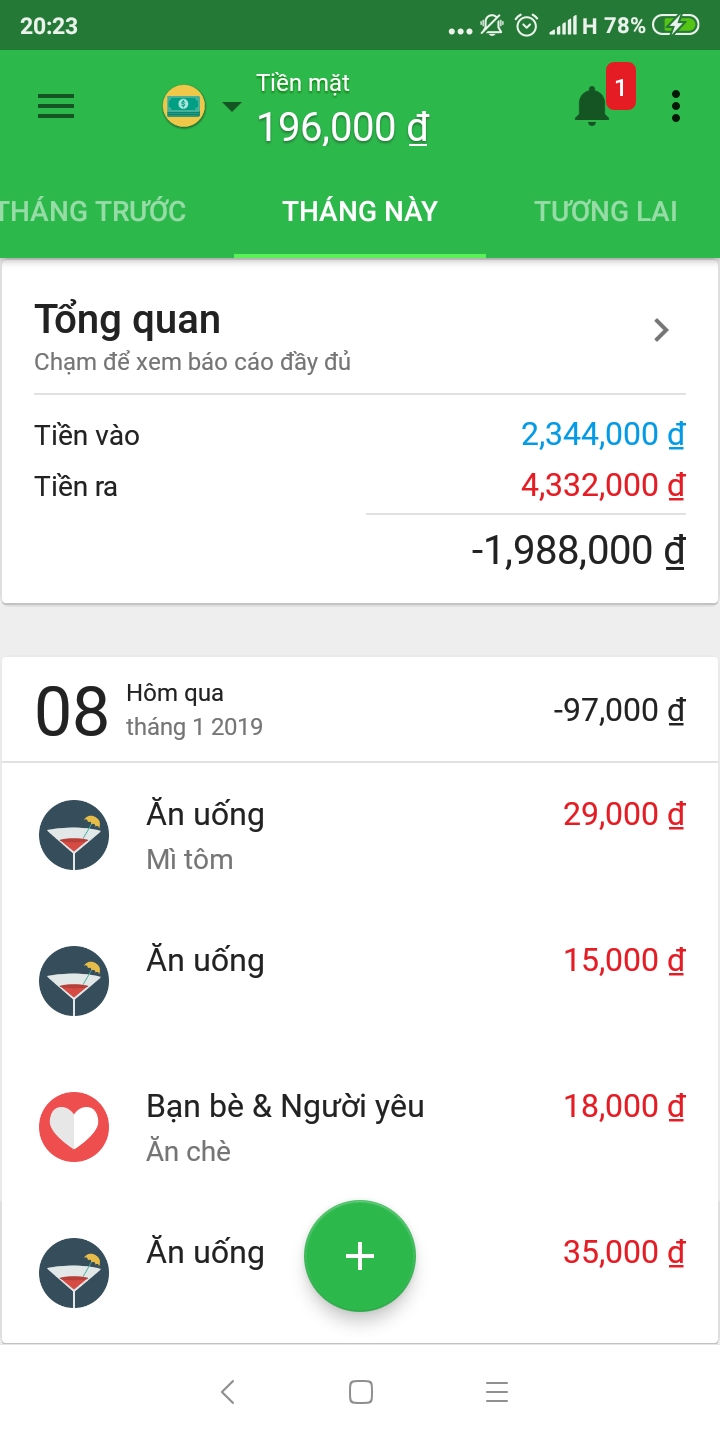 20:23
H 78%
Tiền mặt
196,000 ₫
1
THÁNG TRƯỚC THÁNG NÀY TƯƠNG LAI
Tổng quan
Chạm để xem báo cáo đầy đủ
Tiền vào 2,344,000 ₫
Tiền ra 4,332,000 ₫
-1,988,000 ₫
08 Hôm qua -97,000 ₫
tháng 1 2019
Ăn uống 29,000 ₫
Mì tôm
Ăn uống 15,000 ₫
Bạn bè & Người yêu 18,000 ₫
Ăn chè
Ăn uống 35,000 ₫